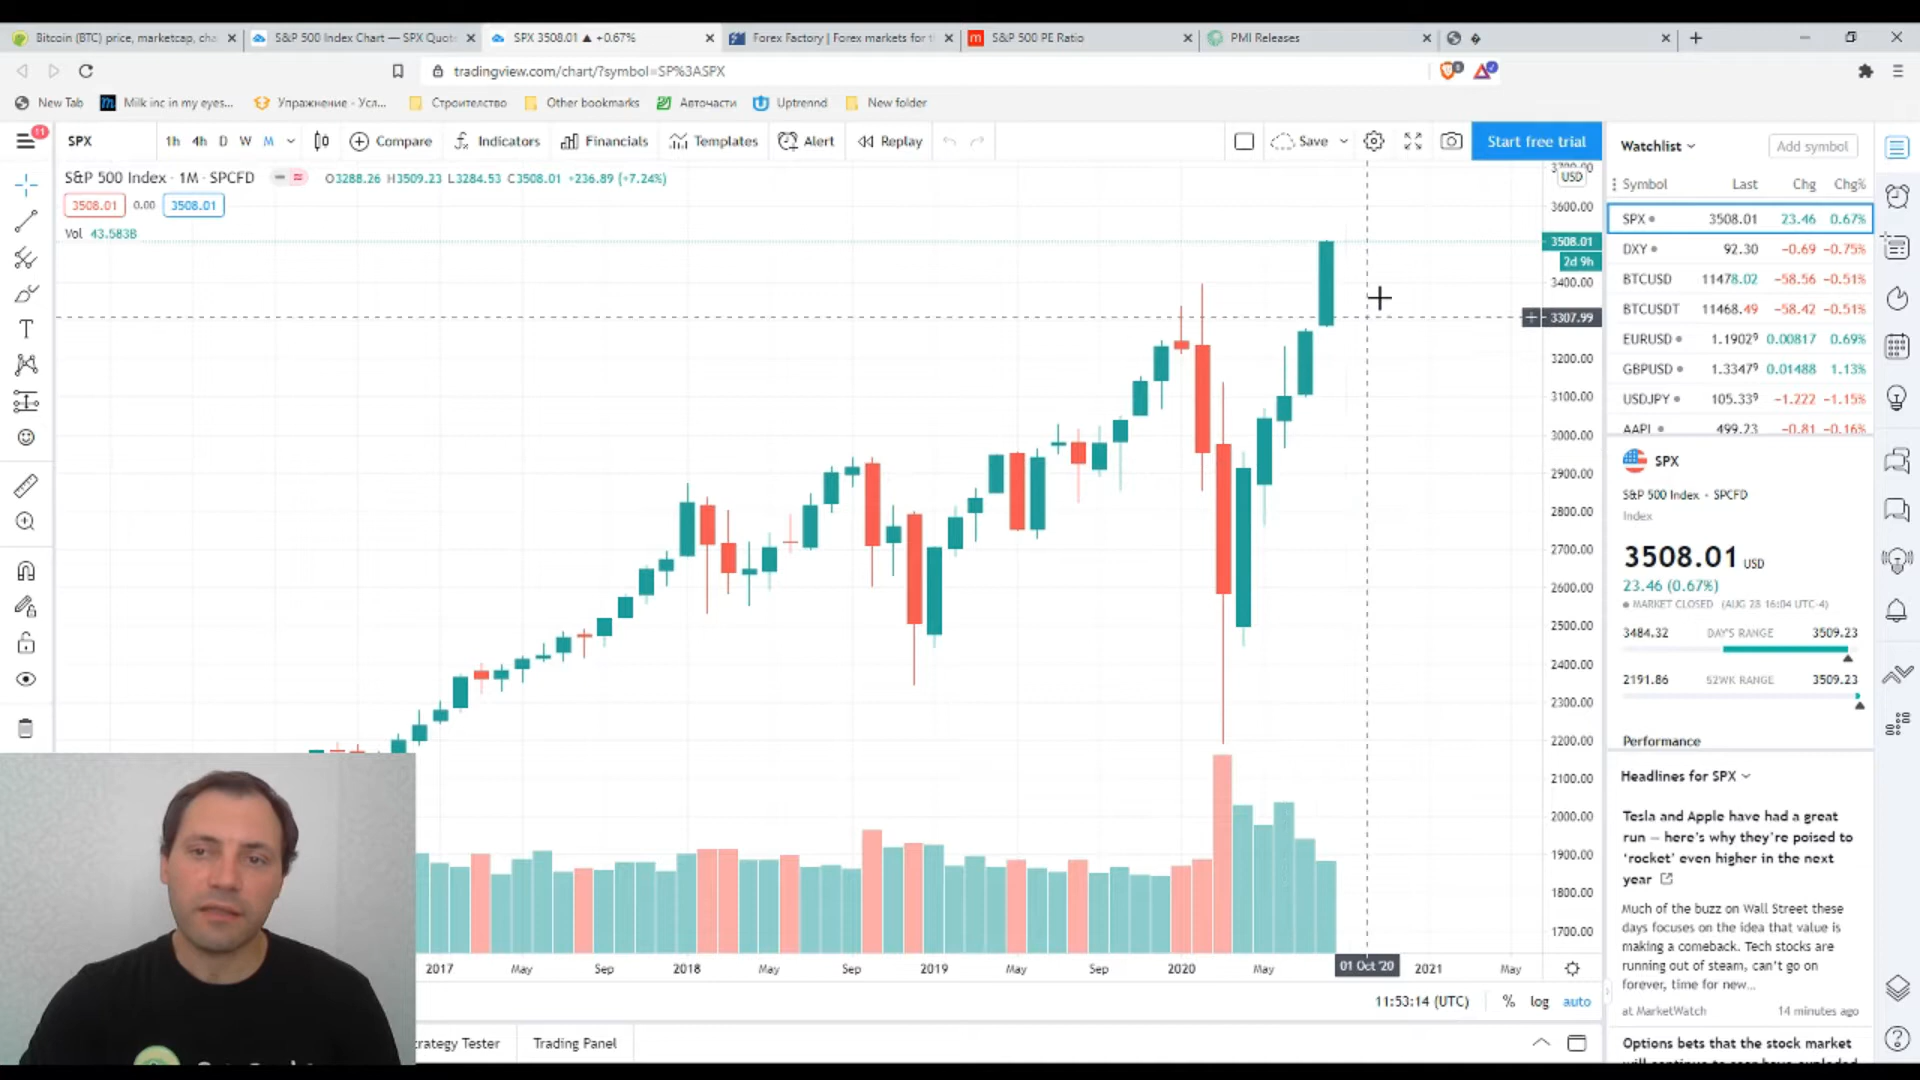 Bitcoin (BTC) price, marketcap, cha
S&P 500 Index Chart — SPX Quot
SPX 3508.01 ▲ +0.67%
Forex Factory | Forex markets for t
S&P 500 PE Ratio
PMI Releases
tradingview.com/chart/?symbol=SP%3ASPX
New Tab
Milk inc in my eyes...
Упражнение - Усл...
Строителство
Other bookmarks
Авточасти
Uptrennd
New folder
11
SPX
1h 4h D W M
Compare
Indicators
Financials
Templates
Alert
Replay
Save
Start free trial
S&P 500 Index · 1M · SPCFD
O3288.26 H3509.23 L3284.53 C3508.01 +236.89 (+7.24%)
3508.01 0.00 3508.01
Vol 43.583B
USD
3600.00
3508.01
2d 9h
3400.00
3307.99
3200.00
3100.00
3000.00
2900.00
2800.00
2700.00
2600.00
2500.00
2400.00
2300.00
2200.00
2100.00
2000.00
1900.00
1800.00
1700.00
2017 May Sep 2018 May Sep 2019 May Sep 2020 May 01 Oct '20 2021 May
11:53:14 (UTC) % log auto
rategy Tester
Trading Panel
Watchlist
Add symbol
Symbol Last Chg Chg%
SPX 3508.01 23.46 0.67%
DXY 92.30 −0.69 −0.75%
BTCUSD 11478.02 −58.56 −0.51%
BTCUSDT 11468.49 −58.42 −0.51%
EURUSD 1.19029 0.00817 0.69%
GBPUSD 1.33479 0.01488 1.13%
USDJPY 105.339 −1.222 −1.15%
AAPL 499.23 −0.81 −0.16%
SPX
S&P 500 Index · SPCFD
Index
3508.01 USD
23.46 (0.67%)
MARKET CLOSED (AUG 28 16:04 UTC-4)
3484.32 DAY'S RANGE 3509.23
2191.86 52WK RANGE 3509.23
Performance
Headlines for SPX
Tesla and Apple have had a great
run — here's why they're poised to
'rocket' even higher in the next
year
Much of the buzz on Wall Street these
days focuses on the idea that value is
making a comeback. Tech stocks are
running out of steam, can't go on
forever, time for new...
at MarketWatch 14 minutes ago
Options bets that the stock market